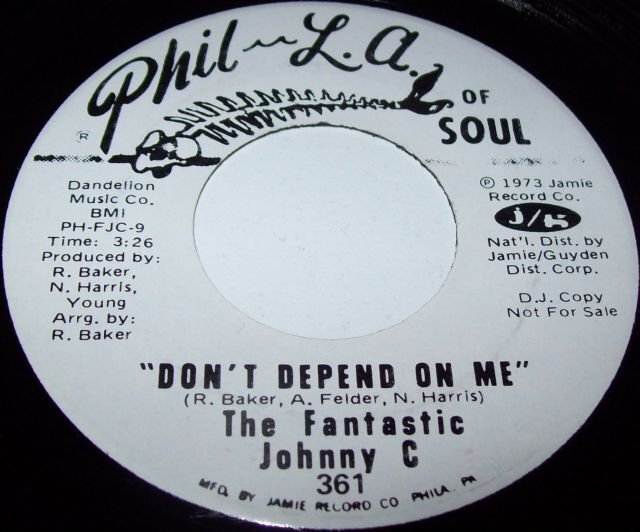 Phil-L.A.
OF
SOUL
®
Dandelion
Music Co.
BMI
PH-FJC-9
Time: 3:26
Produced by:
R. Baker,
N. Harris,
Young
Arrg. by:
R. Baker
℗ 1973 Jamie
Record Co.
J/G
Nat'l. Dist. by
Jamie/Guyden
Dist. Corp.
D.J. Copy
Not For Sale
"DON'T DEPEND ON ME"
(R. Baker, A. Felder, N. Harris)
The Fantastic
Johnny C
361
MFD. BY JAMIE RECORD CO PHILA., PA